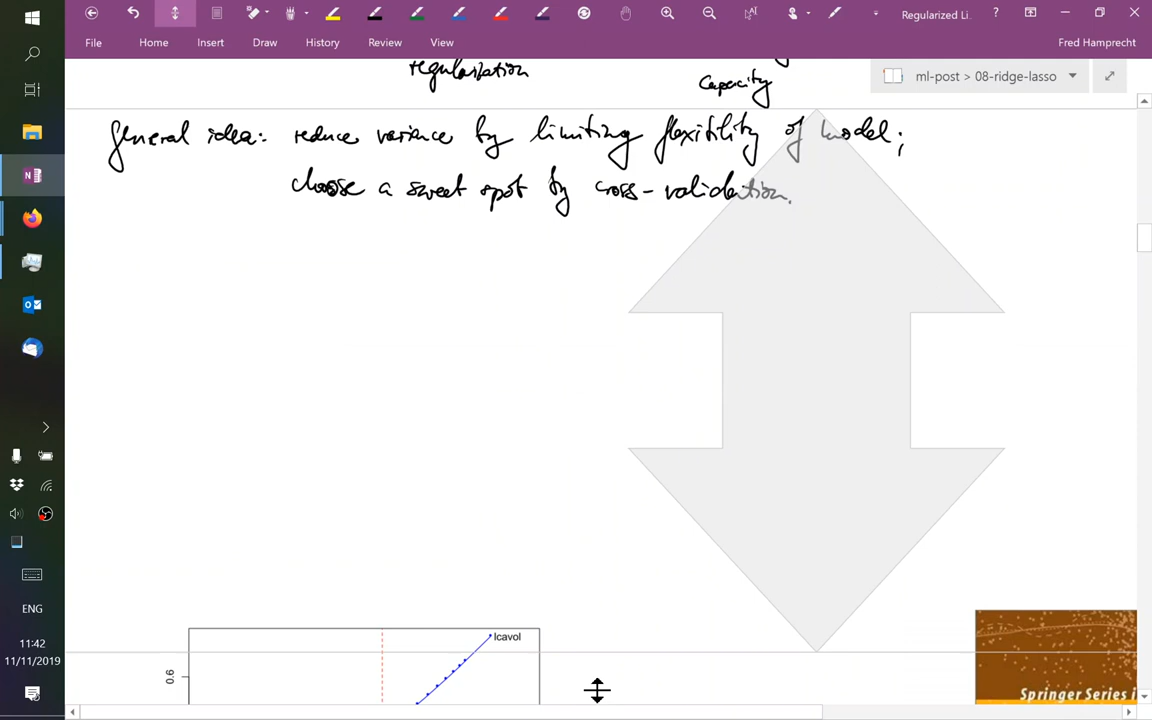 Regularized Li...
File
Home
Insert
Draw
History
Review
View
Fred Hamprecht
ml-post > 08-ridge-lasso
regularization
Capacity
general idea: reduce variance by limiting flexibility of model;
choose a sweet spot by cross-validation.
lcavol
0.6
Springer Series i
ENG
11:42
11/11/2019